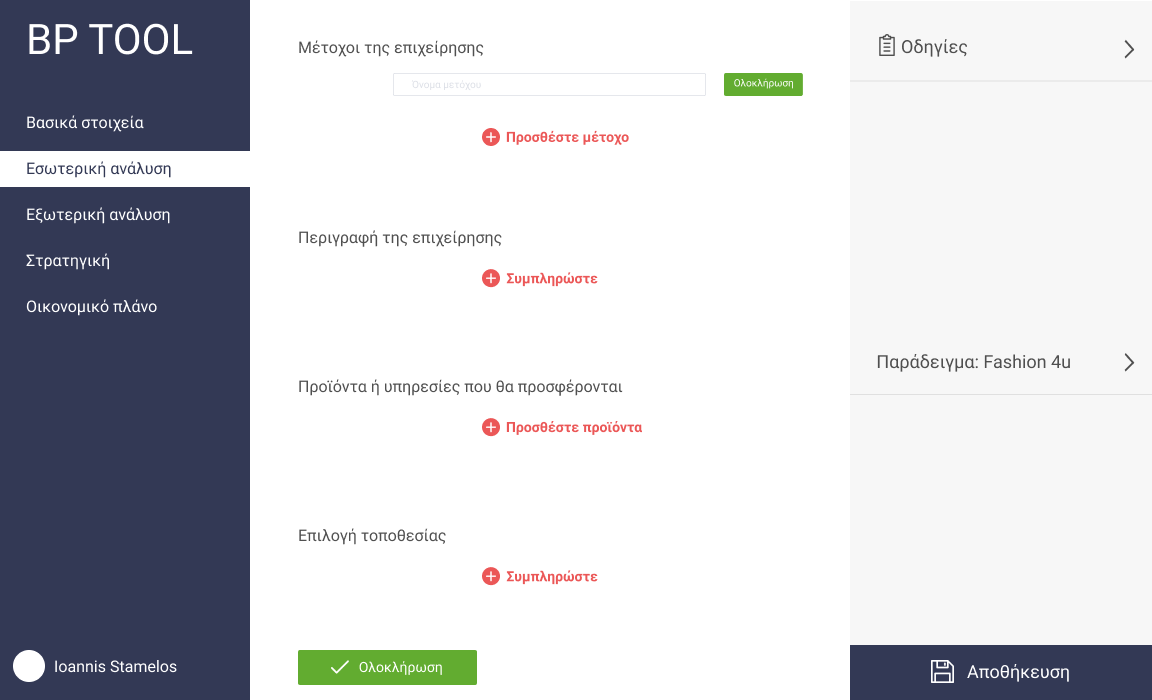 BP TOOL
Βασικά στοιχεία
Εσωτερική ανάλυση
Εξωτερική ανάλυση
Στρατηγική
Οικονομικό πλάνο
Ioannis Stamelos
Μέτοχοι της επιχείρησης
Όνομα μετόχου
Ολοκλήρωση
Προσθέστε μέτοχο
Περιγραφή της επιχείρησης
Συμπληρώστε
Προϊόντα ή υπηρεσίες που θα προσφέρονται
Προσθέστε προϊόντα
Επιλογή τοποθεσίας
Συμπληρώστε
Ολοκλήρωση
Οδηγίες
Παράδειγμα: Fashion 4u
Αποθήκευση